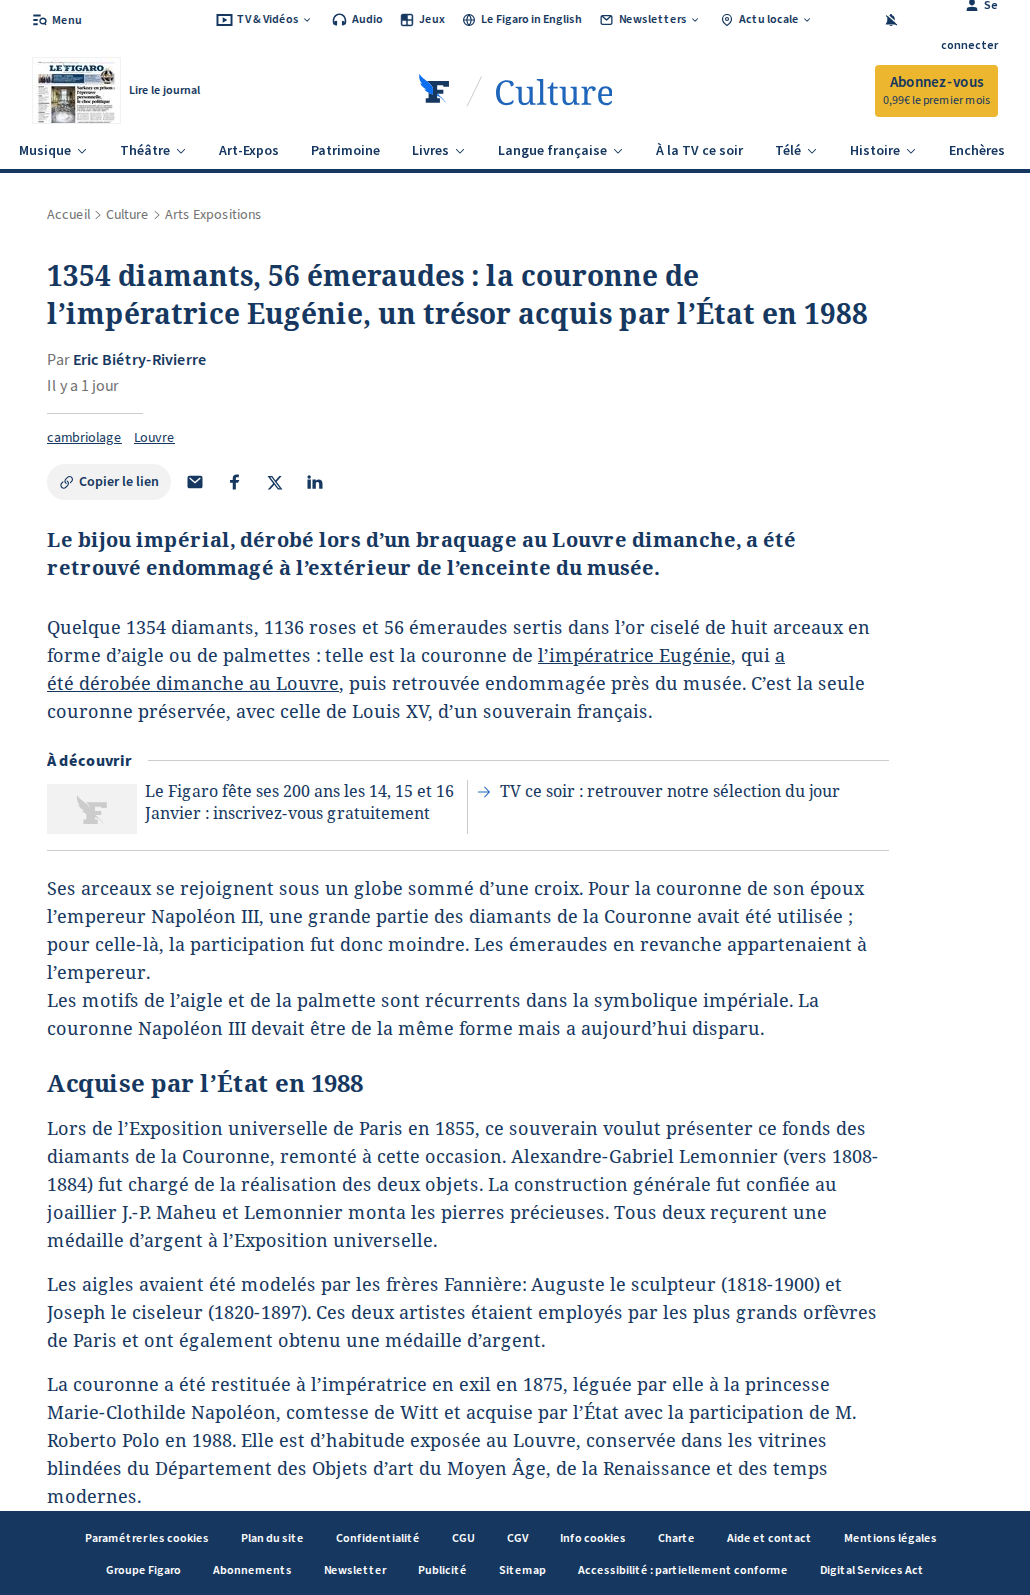 Menu
TV & Vidéos
Audio
Jeux
Le Figaro in English
Newsletters
Actu locale
Se
connecter
LE FIGARO
Sarkozy en prison :
l'épreuve
personnelle,
le choc politique
Lire le journal
F / Culture
Abonnez-vous
0,99€ le premier mois
Musique
Théâtre
Art-Expos
Patrimoine
Livres
Langue française
À la TV ce soir
Télé
Histoire
Enchères
Accueil > Culture > Arts Expositions
1354 diamants, 56 émeraudes : la couronne de
l’impératrice Eugénie, un trésor acquis par l’État en 1988
Par Eric Biétry-Rivierre
Il y a 1 jour
cambriolage Louvre
Copier le lien
Le bijou impérial, dérobé lors d’un braquage au Louvre dimanche, a été
retrouvé endommagé à l’extérieur de l’enceinte du musée.
Quelque 1354 diamants, 1136 roses et 56 émeraudes sertis dans l’or ciselé de huit arceaux en
forme d’aigle ou de palmettes : telle est la couronne de l’impératrice Eugénie, qui a
été dérobée dimanche au Louvre, puis retrouvée endommagée près du musée. C’est la seule
couronne préservée, avec celle de Louis XV, d’un souverain français.
À découvrir
Le Figaro fête ses 200 ans les 14, 15 et 16
Janvier : inscrivez-vous gratuitement
TV ce soir : retrouver notre sélection du jour
Ses arceaux se rejoignent sous un globe sommé d’une croix. Pour la couronne de son époux
l’empereur Napoléon III, une grande partie des diamants de la Couronne avait été utilisée ;
pour celle-là, la participation fut donc moindre. Les émeraudes en revanche appartenaient à
l’empereur.
Les motifs de l’aigle et de la palmette sont récurrents dans la symbolique impériale. La
couronne Napoléon III devait être de la même forme mais a aujourd’hui disparu.
Acquise par l’État en 1988
Lors de l’Exposition universelle de Paris en 1855, ce souverain voulut présenter ce fonds des
diamants de la Couronne, remonté à cette occasion. Alexandre-Gabriel Lemonnier (vers 1808-
1884) fut chargé de la réalisation des deux objets. La construction générale fut confiée au
joaillier J.-P. Maheu et Lemonnier monta les pierres précieuses. Tous deux reçurent une
médaille d’argent à l’Exposition universelle.
Les aigles avaient été modelés par les frères Fannière: Auguste le sculpteur (1818-1900) et
Joseph le ciseleur (1820-1897). Ces deux artistes étaient employés par les plus grands orfèvres
de Paris et ont également obtenu une médaille d’argent.
La couronne a été restituée à l’impératrice en exil en 1875, léguée par elle à la princesse
Marie-Clothilde Napoléon, comtesse de Witt et acquise par l’État avec la participation de M.
Roberto Polo en 1988. Elle est d’habitude exposée au Louvre, conservée dans les vitrines
blindées du Département des Objets d’art du Moyen Âge, de la Renaissance et des temps
modernes.
Paramétrer les cookies
Plan du site
Confidentialité
CGU
CGV
Info cookies
Charte
Aide et contact
Mentions légales
Groupe Figaro
Abonnements
Newsletter
Publicité
Sitemap
Accessibilité : partiellement conforme
Digital Services Act